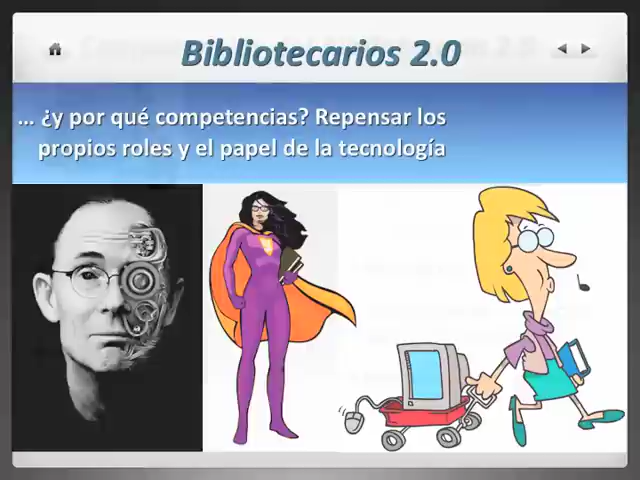 Bibliotecarios 2.0
... ¿y por qué competencias? Repensar los
propios roles y el papel de la tecnología